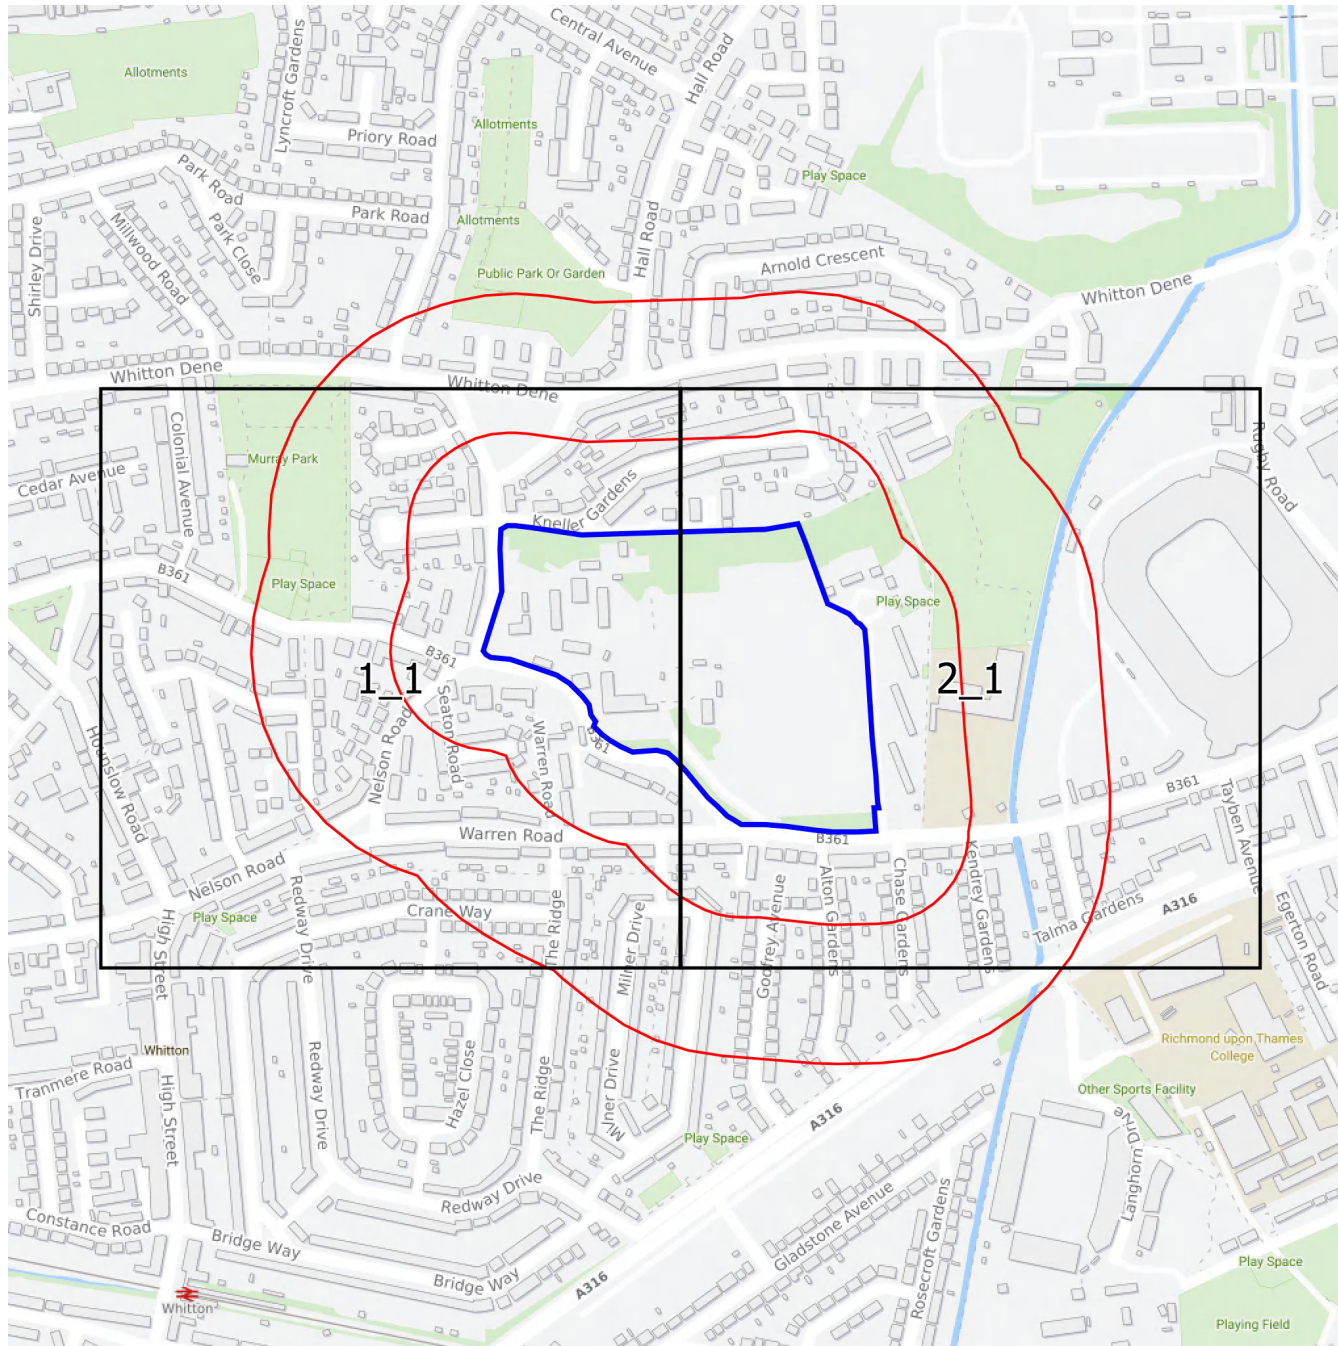 Central Avenue
Lyncroft Gardens
Hall Road
Allotments
Allotments
Priory Road
Park Road
Play Space
Park Road
Allotments
Millwood Road
Park Close
Shirley Drive
Hall Road
Arnold Crescent
Public Park Or Garden
Whitton Dene
Whitton Dene
Whitton Dene
Colonial Avenue
Rugby Road
Murray Park
Cedar Avenue
Kneller Gardens
B361
Play Space
Play Space
B361
1_1
2_1
Nelson Road
Seaton Road
Warren Road
B361
Hounslow Road
B361
Tayben Avenue
Warren Road
B361
Nelson Road
Redway Drive
Crane Way
The Ridge
Milner Drive
Godfrey Avenue
Alton Gardens
Chase Gardens
Kendrey Gardens
Talma Gardens
A316
Egerton Road
Play Space
High Street
Whitton
Richmond upon Thames
College
Tranmere Road
High Street
Redway Drive
Hazel Close
The Ridge
Milner Drive
Other Sports Facility
A316
Play Space
Langhorn Drive
Redway Drive
Constance Road
Bridge Way
Gladstone Avenue
Rosecroft Gardens
Bridge Way
A316
Play Space
Whitton
Playing Field